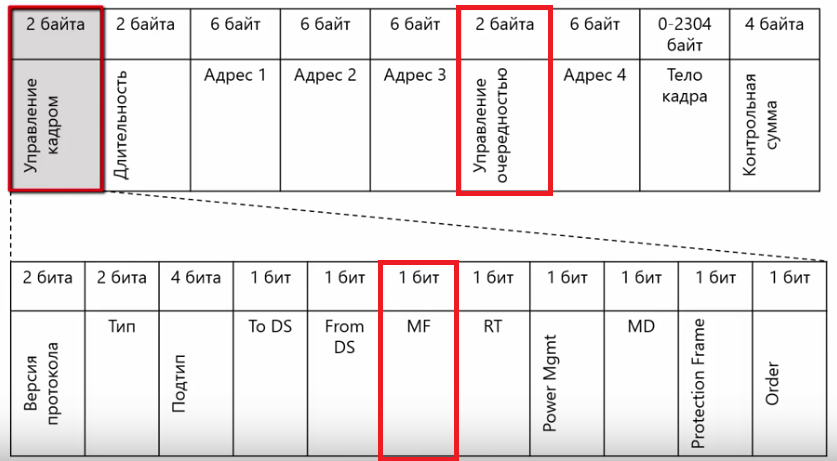 2 байта
2 байта
6 байт
6 байт
6 байт
2 байта
6 байт
0-2304
байт
4 байта
Управление
кадром
Длительность
Адрес 1
Адрес 2
Адрес 3
Управление
очередностью
Адрес 4
Тело
кадра
Контрольная
сумма
2 бита
2 бита
4 бита
1 бит
1 бит
1 бит
1 бит
1 бит
1 бит
1 бит
1 бит
Версия
протокола
Тип
Подтип
To DS
From
DS
MF
RT
Power Mgmt
MD
Protection Frame
Order